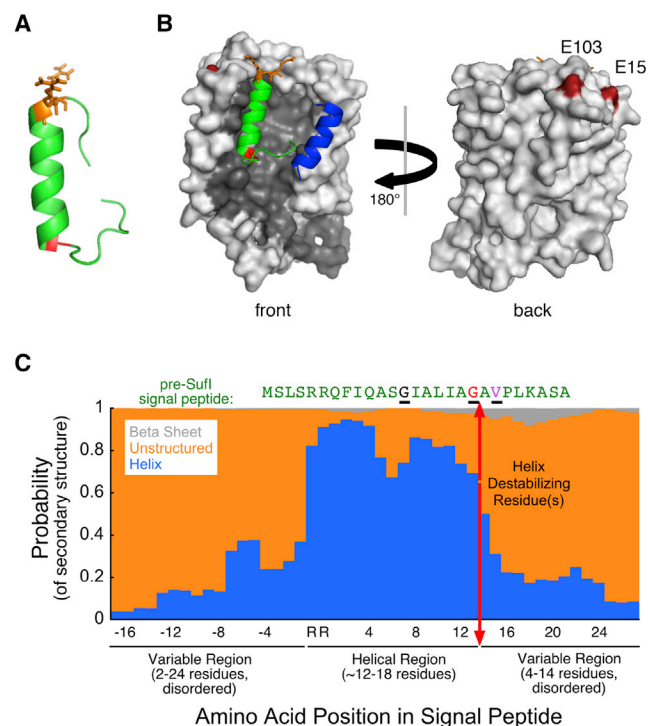 A
B
E103
E15
180°
front
back
C
pre-SufI
signal peptide:
MSLSRRQFIQASGIALIAGAVPLKASA
1
0.8
0.6
0.4
0.2
0
Probability
(of secondary structure)
Beta Sheet
Unstructured
Helix
Helix
Destabilizing
Residue(s)
-16 -12 -8 -4 RR 4 8 12 16 20 24
Variable Region
(2-24 residues,
disordered)
Helical Region
(~12-18 residues)
Variable Region
(4-14 residues,
disordered)
Amino Acid Position in Signal Peptide